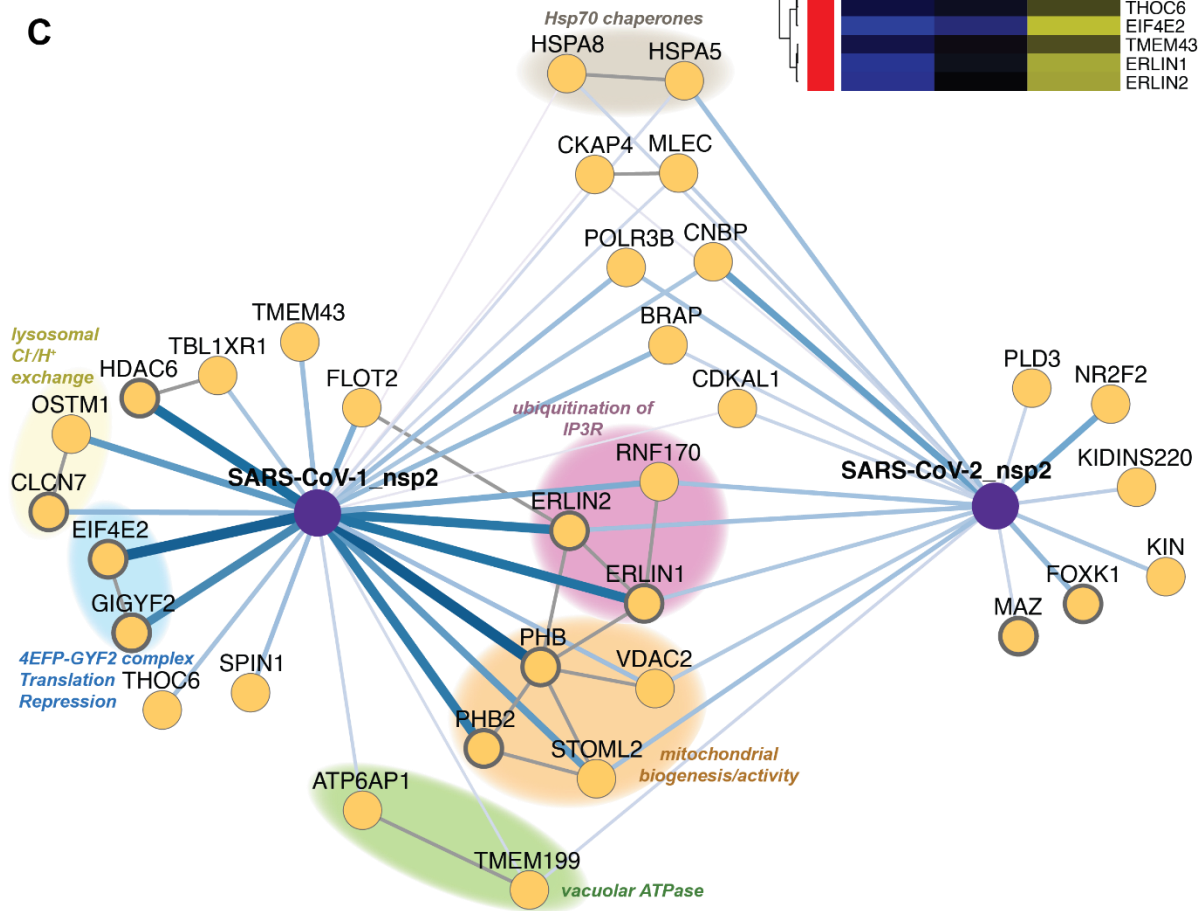 C
THOC6
EIF4E2
TMEM43
ERLIN1
ERLIN2
Hsp70 chaperones
HSPA8
HSPA5
CKAP4
MLEC
POLR3B
CNBP
TMEM43
BRAP
lysosomal
Cl-/H+
exchange
TBL1XR1
HDAC6
FLOT2
CDKAL1
PLD3
NR2F2
OSTM1
ubiquitination of
IP3R
RNF170
SARS-CoV-1_nsp2
SARS-CoV-2_nsp2
KIDINS220
CLCN7
ERLIN2
EIF4E2
KIN
ERLIN1
FOXK1
GIGYF2
MAZ
PHB
4EFP-GYF2 complex
Translation
Repression
THOC6
SPIN1
VDAC2
PHB2
STOML2
mitochondrial
biogenesis/activity
ATP6AP1
TMEM199
vacuolar ATPase